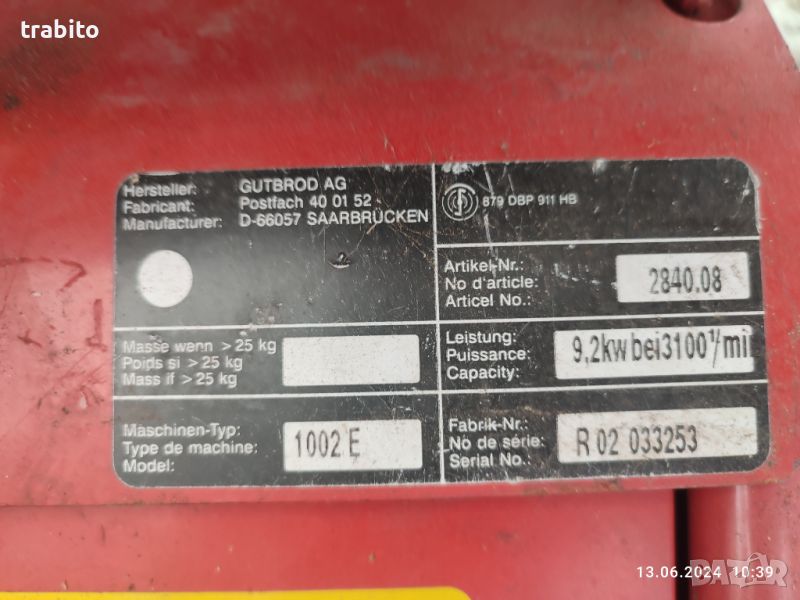 trabito
Hersteller: GUTBROD AG
Fabricant: Postfach 40 01 52
Manufacturer: D-66057 SAARBRÜCKEN
879 DBP 911 HB
Artikel-Nr.:
No d'article: 2840.08
Articel No.:
Masse wenn > 25 kg
Poids si > 25 kg
Mass if > 25 kg
Leistung:
Puissance: 9,2kw bei3100 1/mi
Capacity:
Maschinen-Typ:
Type de machine: 1002 E
Model:
Fabrik-Nr.:
No de série: R 02 033253
Serial No.:
13.06.2024 10:39
BAZAR